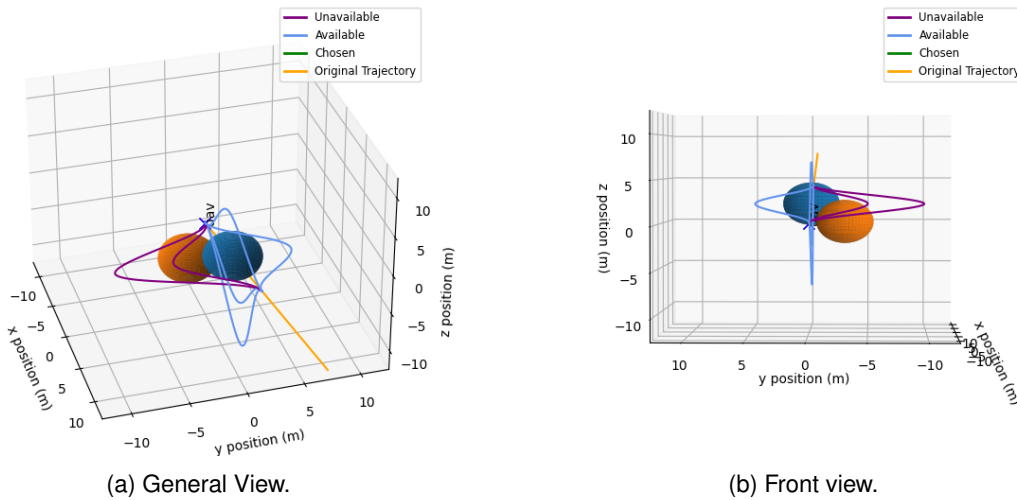 Unavailable
Available
Chosen
Original Trajectory
uav
10
5
0
−5
−10
z position (m)
−10
−5
0
5
10
x position (m)
−10
−5
0
5
10
y position (m)
(a) General View.
Unavailable
Available
Chosen
Original Trajectory
10
5
0
−5
−10
z position (m)
10
5
0
−5
−10
y position (m)
x position (m)
(b) Front view.